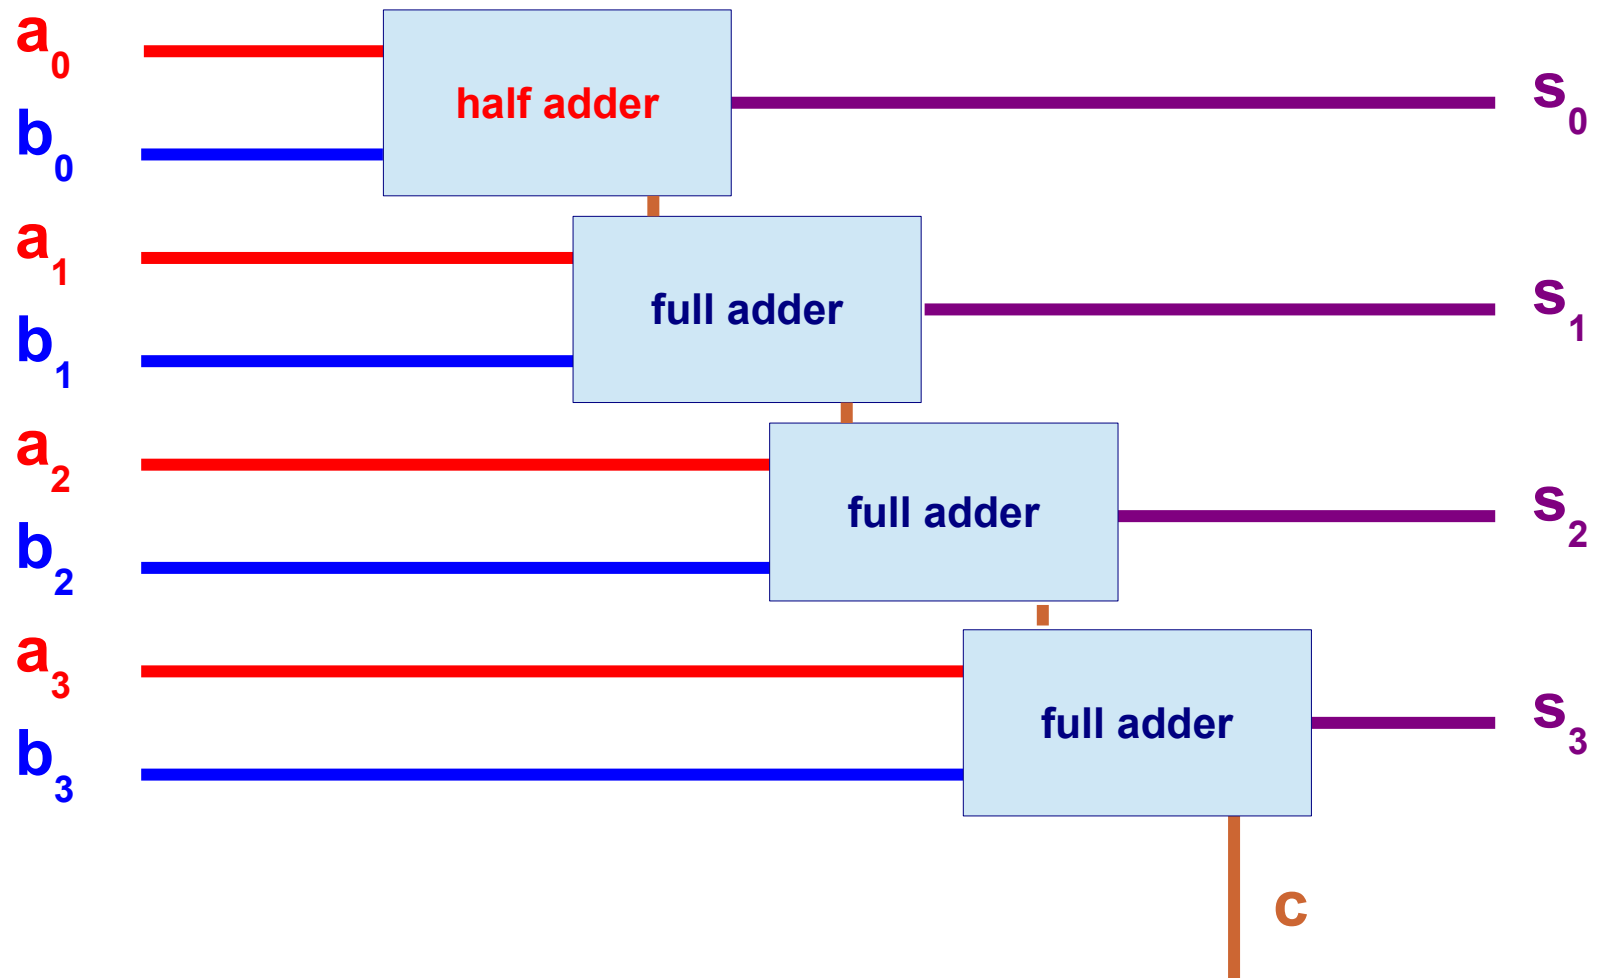 a0
half adder
s0
b0
a1
full adder
s1
b1
a2
full adder
s2
b2
a3
full adder
s3
b3
c